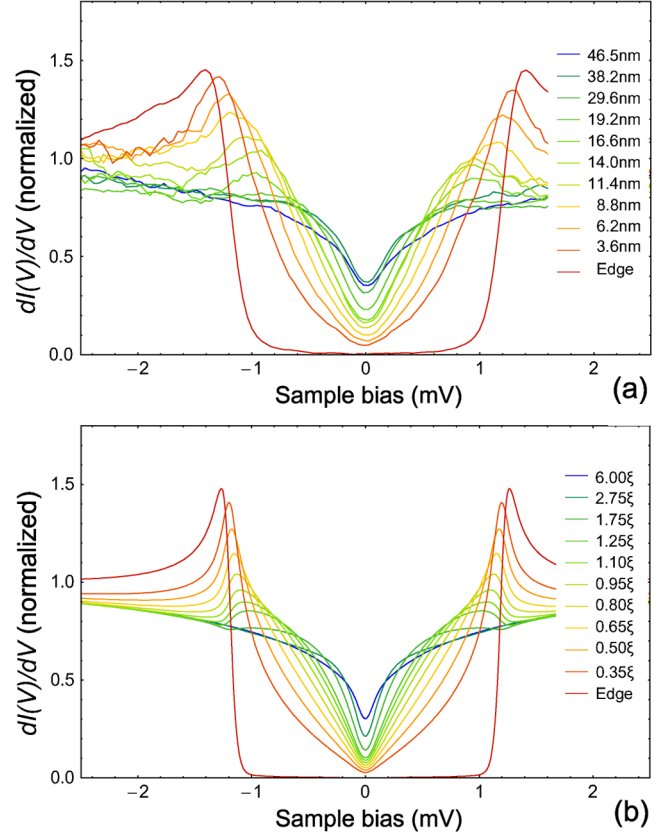 1.5
1.0
0.5
0.0
dI(V)/dV (normalized)
46.5nm
38.2nm
29.6nm
19.2nm
16.6nm
14.0nm
11.4nm
8.8nm
6.2nm
3.6nm
Edge
−2 −1 0 1 2
Sample bias (mV)
(a)
1.5
1.0
0.5
0.0
dI(V)/dV (normalized)
6.00ξ
2.75ξ
1.75ξ
1.25ξ
1.10ξ
0.95ξ
0.80ξ
0.65ξ
0.50ξ
0.35ξ
Edge
−2 −1 0 1 2
Sample bias (mV)
(b)